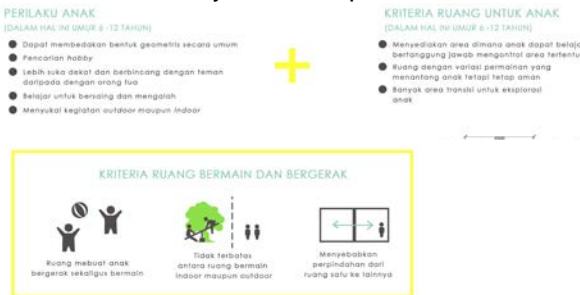 PERILAKU ANAK
(DALAM HAL INI UMUR 6 -12 TAHUN)
Dapat membedakan bentuk geometris secara umum
Pencarian hobby
Lebih suka dekat dan berbincang dengan teman
daripada dengan orang tua
Belajar untuk bersaing dan mengalah
Menyukai kegiatan outdoor maupun indoor
KRITERIA RUANG UNTUK ANAK
(DALAM HAL INI UMUR 6 -12 TAHUN)
Menyediakan area dimana anak dapat belaja
bertanggung jawab mengontrol area tertentu
Ruang dengan variasi permainan yang
menantang anak tetapi tetap aman
Banyak area transisi untuk eksplorasi
anak
KRITERIA RUANG BERMAIN DAN BERGERAK
Ruang mebuat anak
bergerak sekaligus bermain
Tidak terbatas
antara ruang bermain
indoor maupun outdoor
Menyebabkan
perpindahan dari
ruang satu ke lainnya